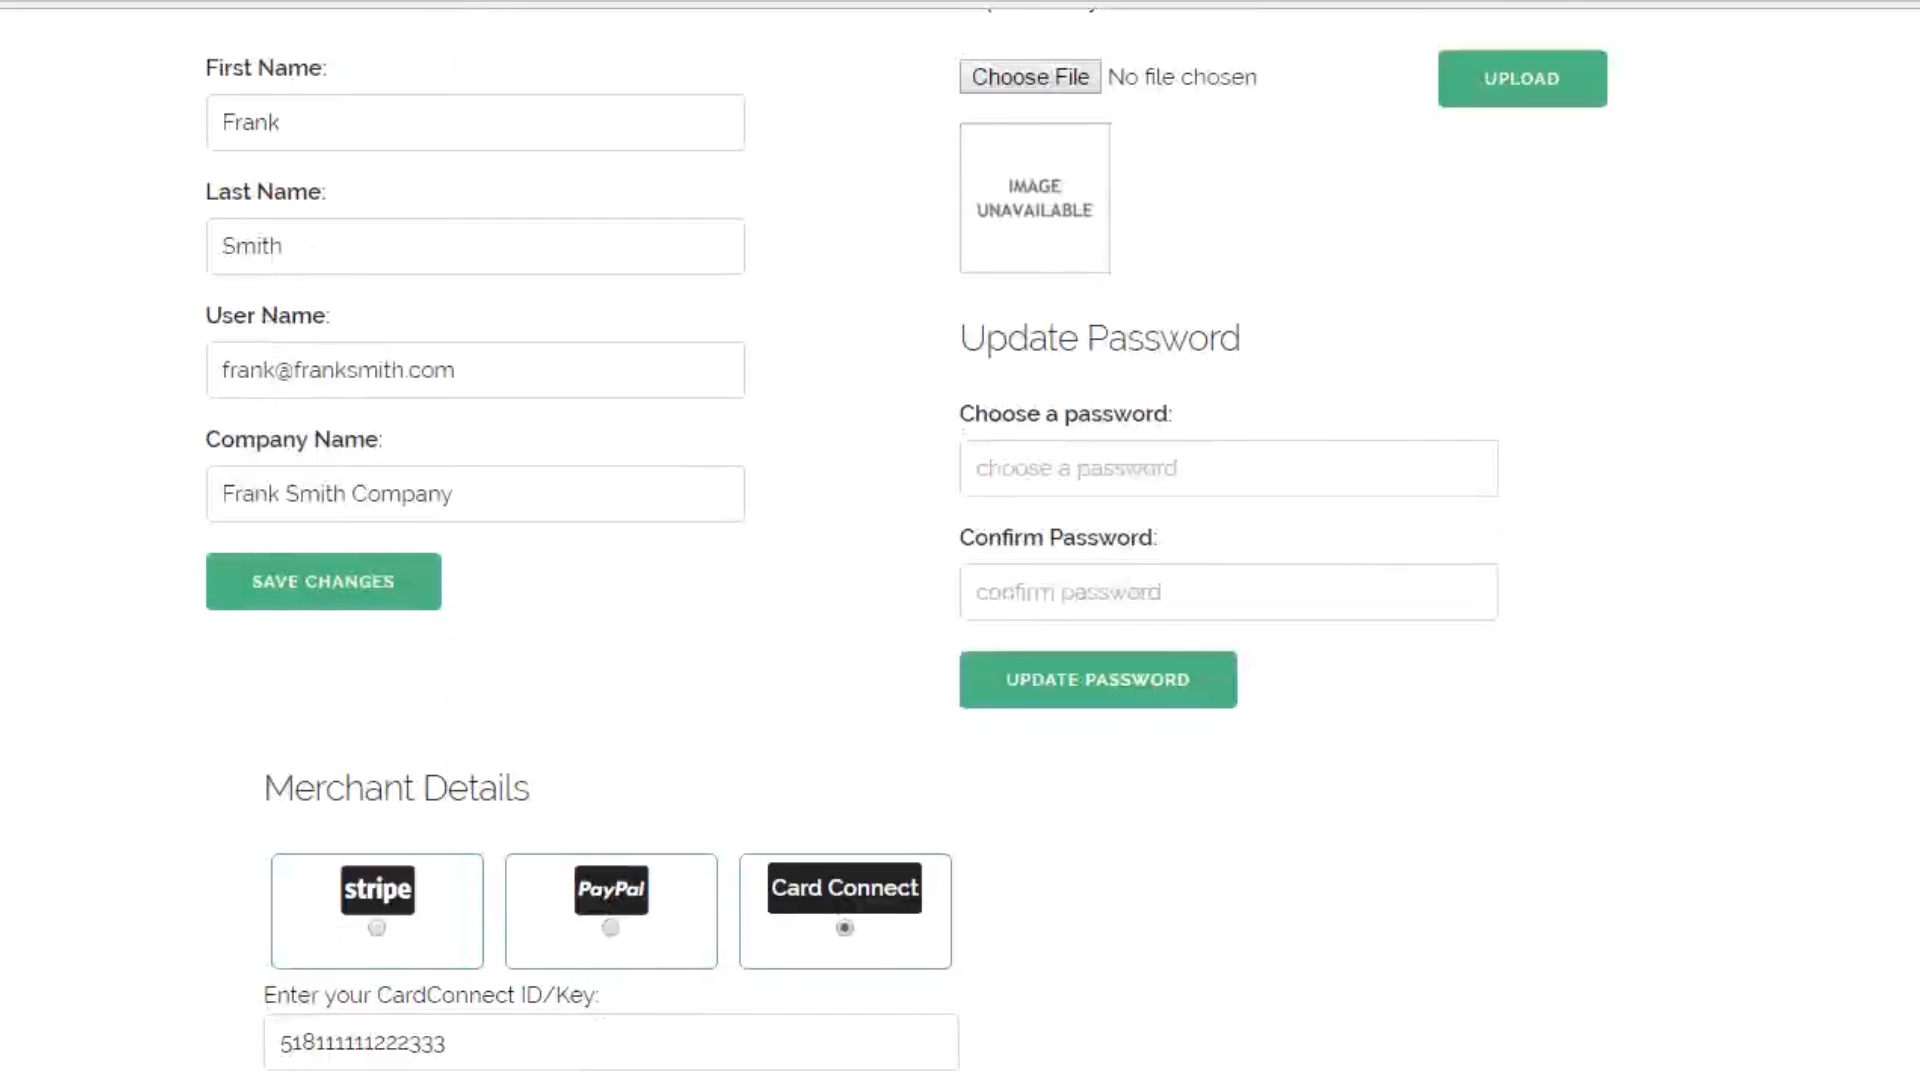 First Name:
Frank
Last Name:
Smith
User Name:
frank@franksmith.com
Company Name:
Frank Smith Company
SAVE CHANGES
Choose File No file chosen
UPLOAD
IMAGE
UNAVAILABLE
Update Password
Choose a password:
choose a password
Confirm Password:
confirm password
UPDATE PASSWORD
Merchant Details
stripe
PayPal
Card Connect
Enter your CardConnect ID/Key:
518111111222333